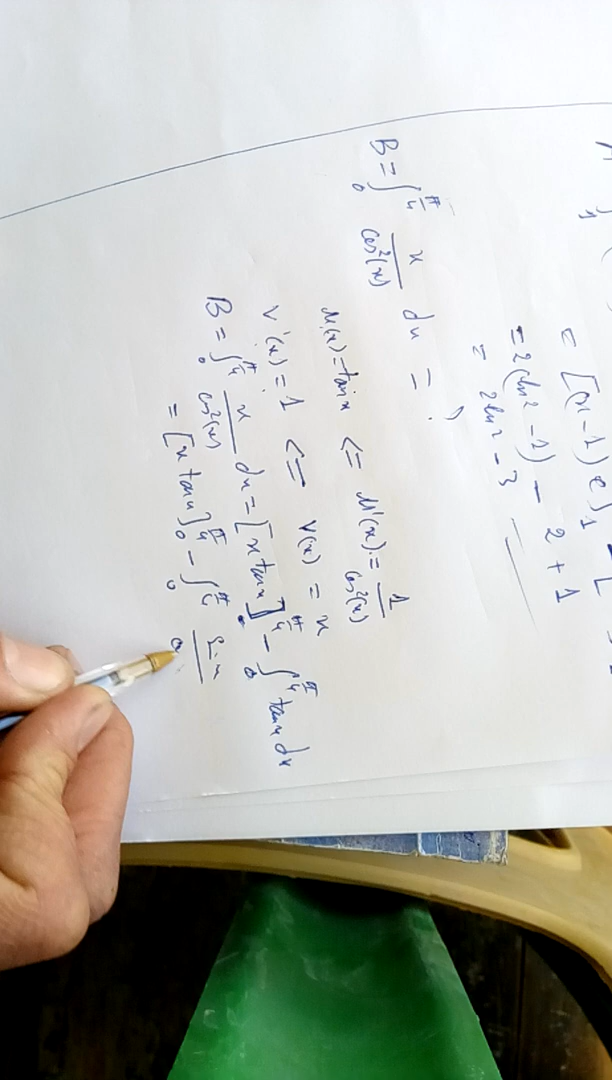 = [(x-1)e
= 2(ln2 - 1) - 2 + 1
= 2ln2 - 3
B = ∫₀^(π/4) x/cos²(x) dx = ?
u(x) = tan x <= u'(x) = 1/cos²(x)
v'(x) = 1 <= v(x) = x
B = ∫₀^(π/4) x/cos²(x) dx = [x tan x]^(π/4) - ∫₀^(π/4) tan x dx
= [x tan x]₀^(π/4) - ∫₀^(π/4)